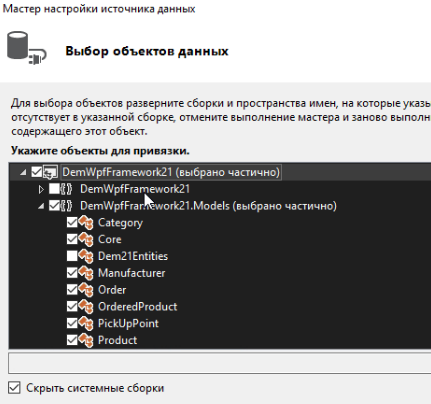 Мастер настройки источника данных
Выбор объектов данных
Для выбора объектов разверните сборки и пространства имен, на которые
отсутствует в указанной сборке, отмените выполнение мастера и заново
содержащего этот объект.
Укажите объекты для привязки.
DemWpfFramework21 (выбрано частично)
DemWpfFramework21
DemWpfFramework21.Models (выбрано частично)
Category
Core
Dem21Entities
Manufacturer
Order
OrderedProduct
PickUpPoint
Product
Скрыть системные сборки